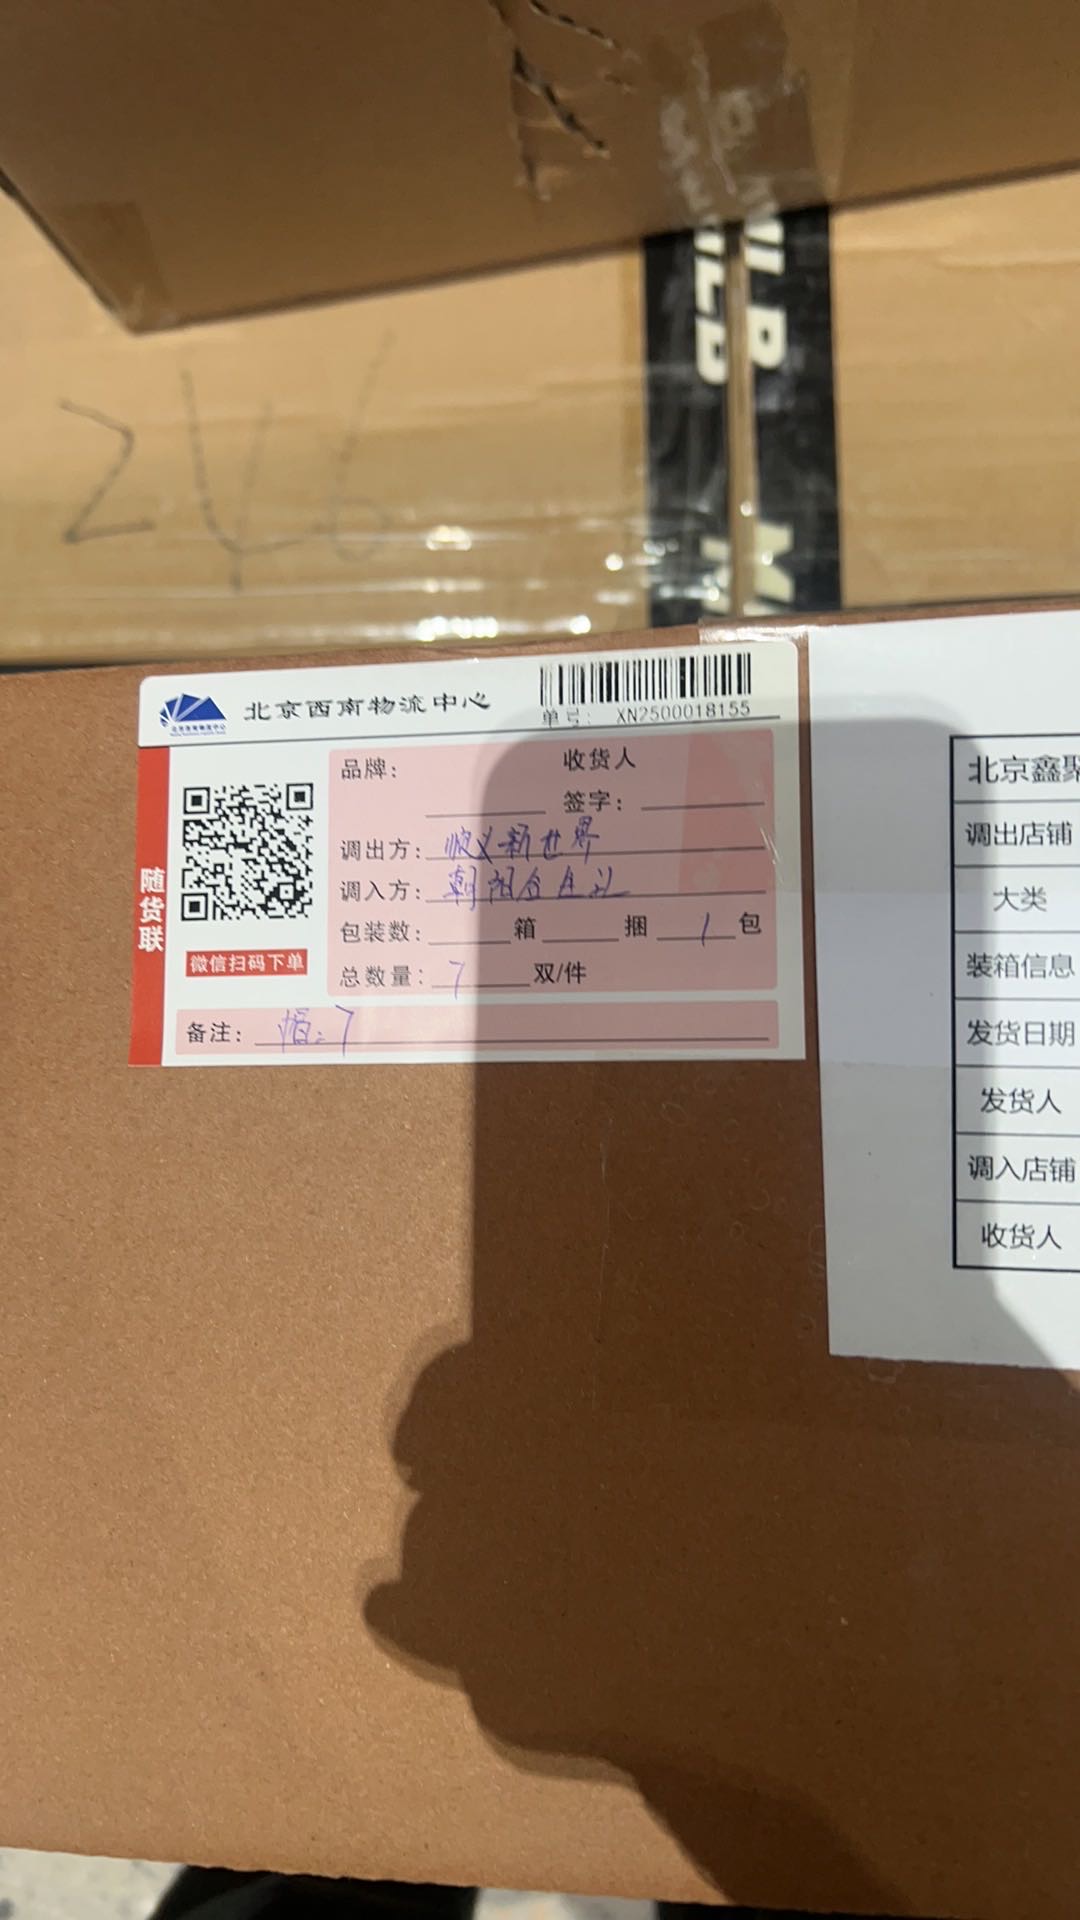 MLB
MLB
2V6
北京西南物流中心
单号: XN2500018155
随货联
微信扫码下单
品牌:
收货人
签字:
调出方: 顺义新世界
调入方: 朝阳合生汇
包装数: 箱 捆 1 包
总数量: 7 双/件
备注: 帽:7
北京鑫聚
调出店铺
大类
装箱信息
发货日期
发货人
调入店铺
收货人